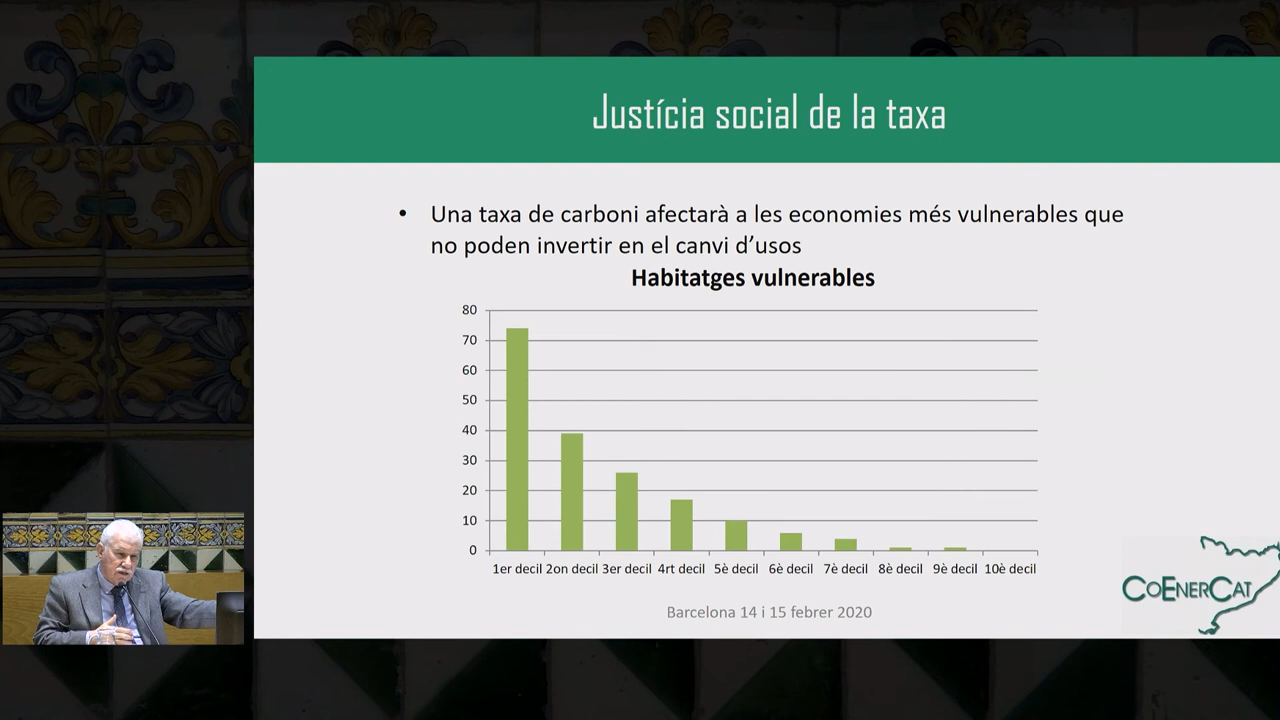 Justícia social de la taxa
• Una taxa de carboni afectarà a les economies més vulnerables que
no poden invertir en el canvi d’usos
Habitatges vulnerables
80
70
60
50
40
30
20
10
0
1er decil 2on decil 3er decil 4rt decil 5è decil 6è decil 7è decil 8è decil 9è decil 10è decil
Barcelona 14 i 15 febrer 2020
COENERCAT